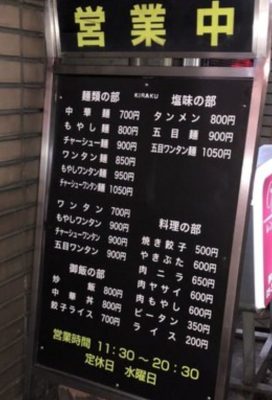 営業中
KIRAKU
麺類の部
中華麺 700円
もやし麺 800円
チャーシュー麺 900円
ワンタン麺 850円
もやしワンタン麺 950円
チャーシューワンタン麺 1050円
ワンタン 700円
もやしワンタン 900円
チャーシューワンタン 900円
五目ワンタン 900円
御飯の部
炒飯 800円
中華丼 800円
餃子ライス 700円
塩味の部
タンメン 800円
五目麺 900円
五目ワンタン麺 1050円
料理の部
焼き餃子 500円
やきぶた 600円
肉ニラ 650円
肉ヤサイ 600円
肉もやし 600円
ピータン 350円
ライス 200円
営業時間 11:30〜20:30
定休日 水曜日